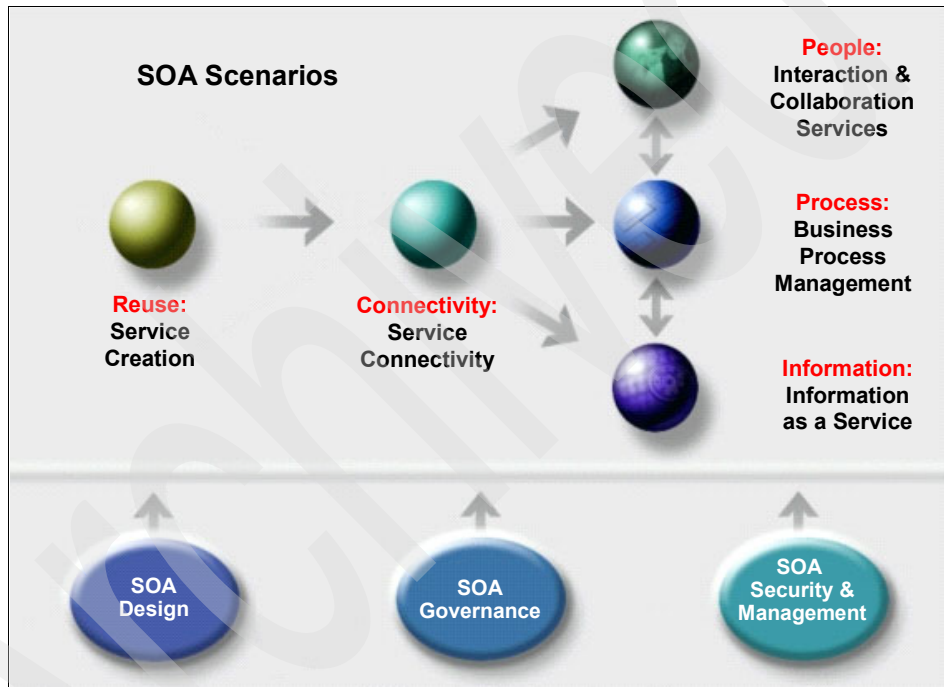 SOA Scenarios
People:
Interaction &
Collaboration
Services
Process:
Business
Process
Management
Reuse:
Service
Creation
Connectivity:
Service
Connectivity
Information:
Information
as a Service
SOA
Design
SOA
Governance
SOA
Security &
Management